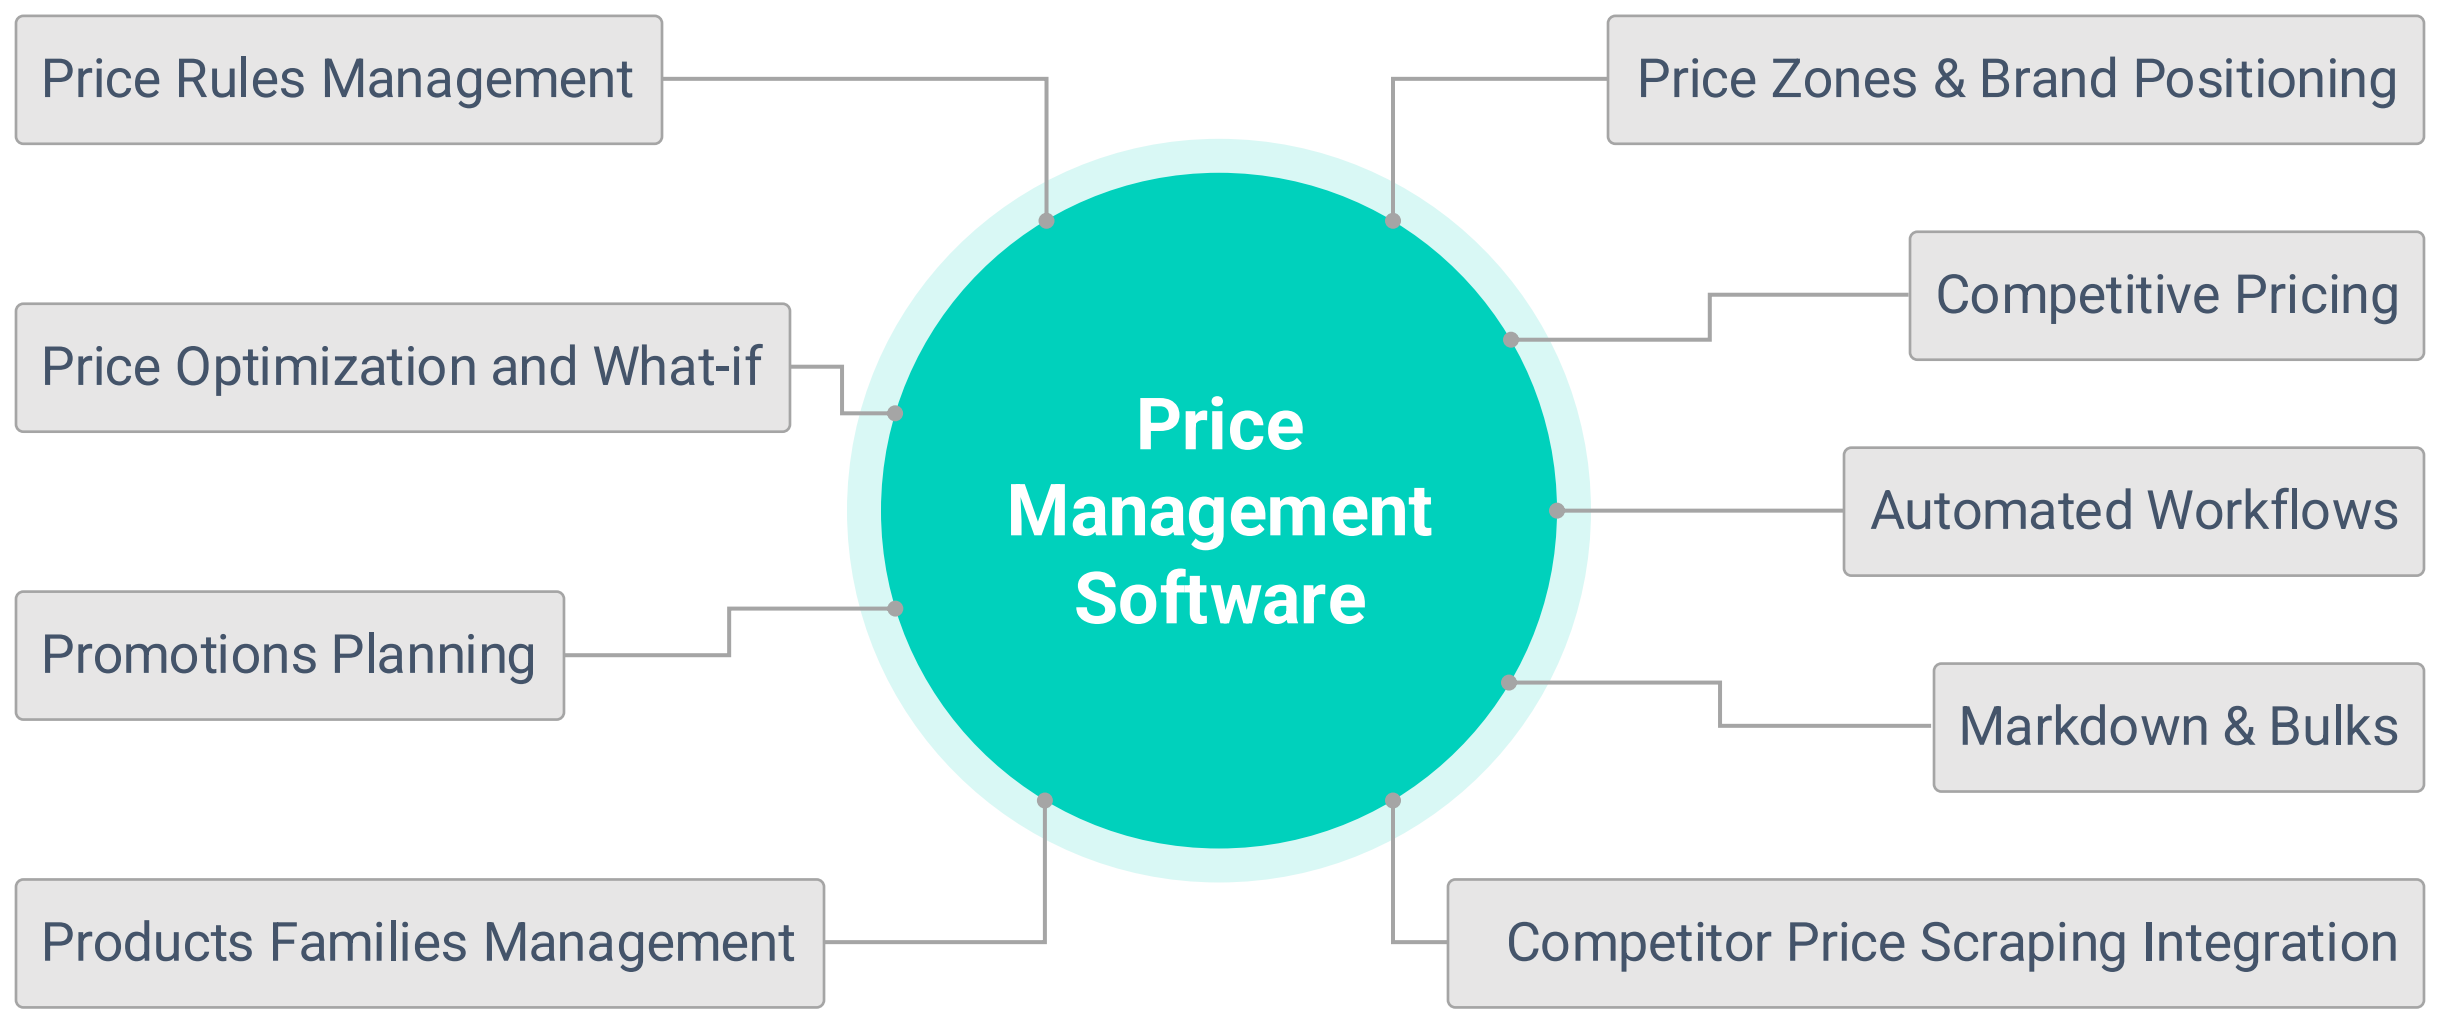 Price Rules Management
Price Optimization and What-if
Promotions Planning
Products Families Management
Price
Management
Software
Price Zones & Brand Positioning
Competitive Pricing
Automated Workflows
Markdown & Bulks
Competitor Price Scraping Integration